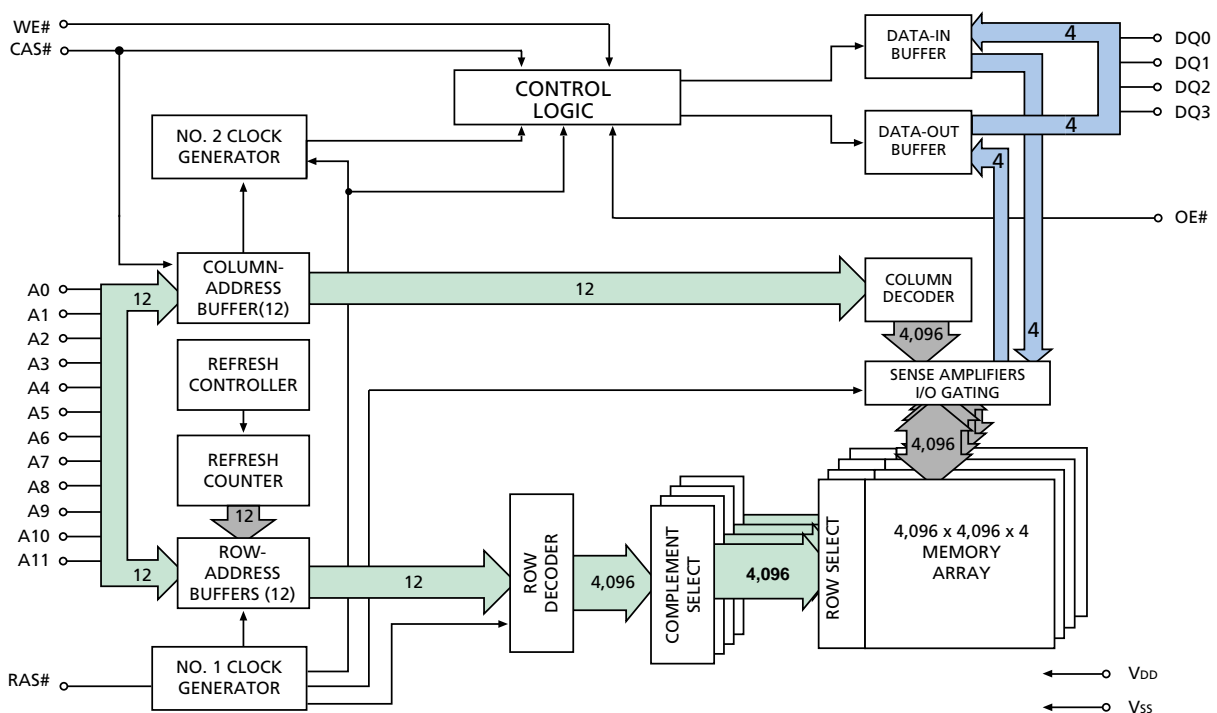 WE#
CAS#
CONTROL
LOGIC
DATA-IN
BUFFER
4
DQ0
DQ1
DQ2
DQ3
NO. 2 CLOCK
GENERATOR
DATA-OUT
BUFFER
4
4
OE#
COLUMN-
ADDRESS
BUFFER(12)
12
12
COLUMN
DECODER
4,096
4
SENSE AMPLIFIERS
I/O GATING
4,096
A0
A1
A2
A3
A4
A5
A6
A7
A8
A9
A10
A11
REFRESH
CONTROLLER
REFRESH
COUNTER
12
12
ROW-
ADDRESS
BUFFERS (12)
12
ROW
DECODER
4,096
COMPLEMENT
SELECT
4,096
ROW SELECT
4,096 x 4,096 x 4
MEMORY
ARRAY
RAS#
NO. 1 CLOCK
GENERATOR
VDD
VSS